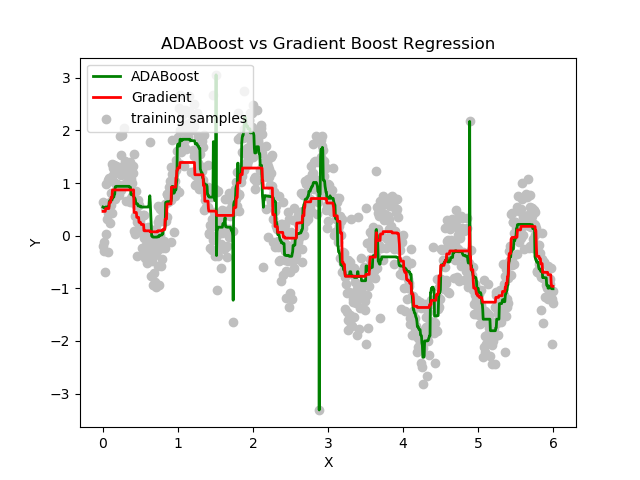 ADABoost vs Gradient Boost Regression
ADABoost
Gradient
training samples
3
2
1
0
−1
−2
−3
Y
0 1 2 3 4 5 6
X